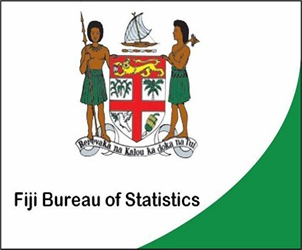 Rerevaka na Kalou ka doka na Tui
Fiji Bureau of Statistics